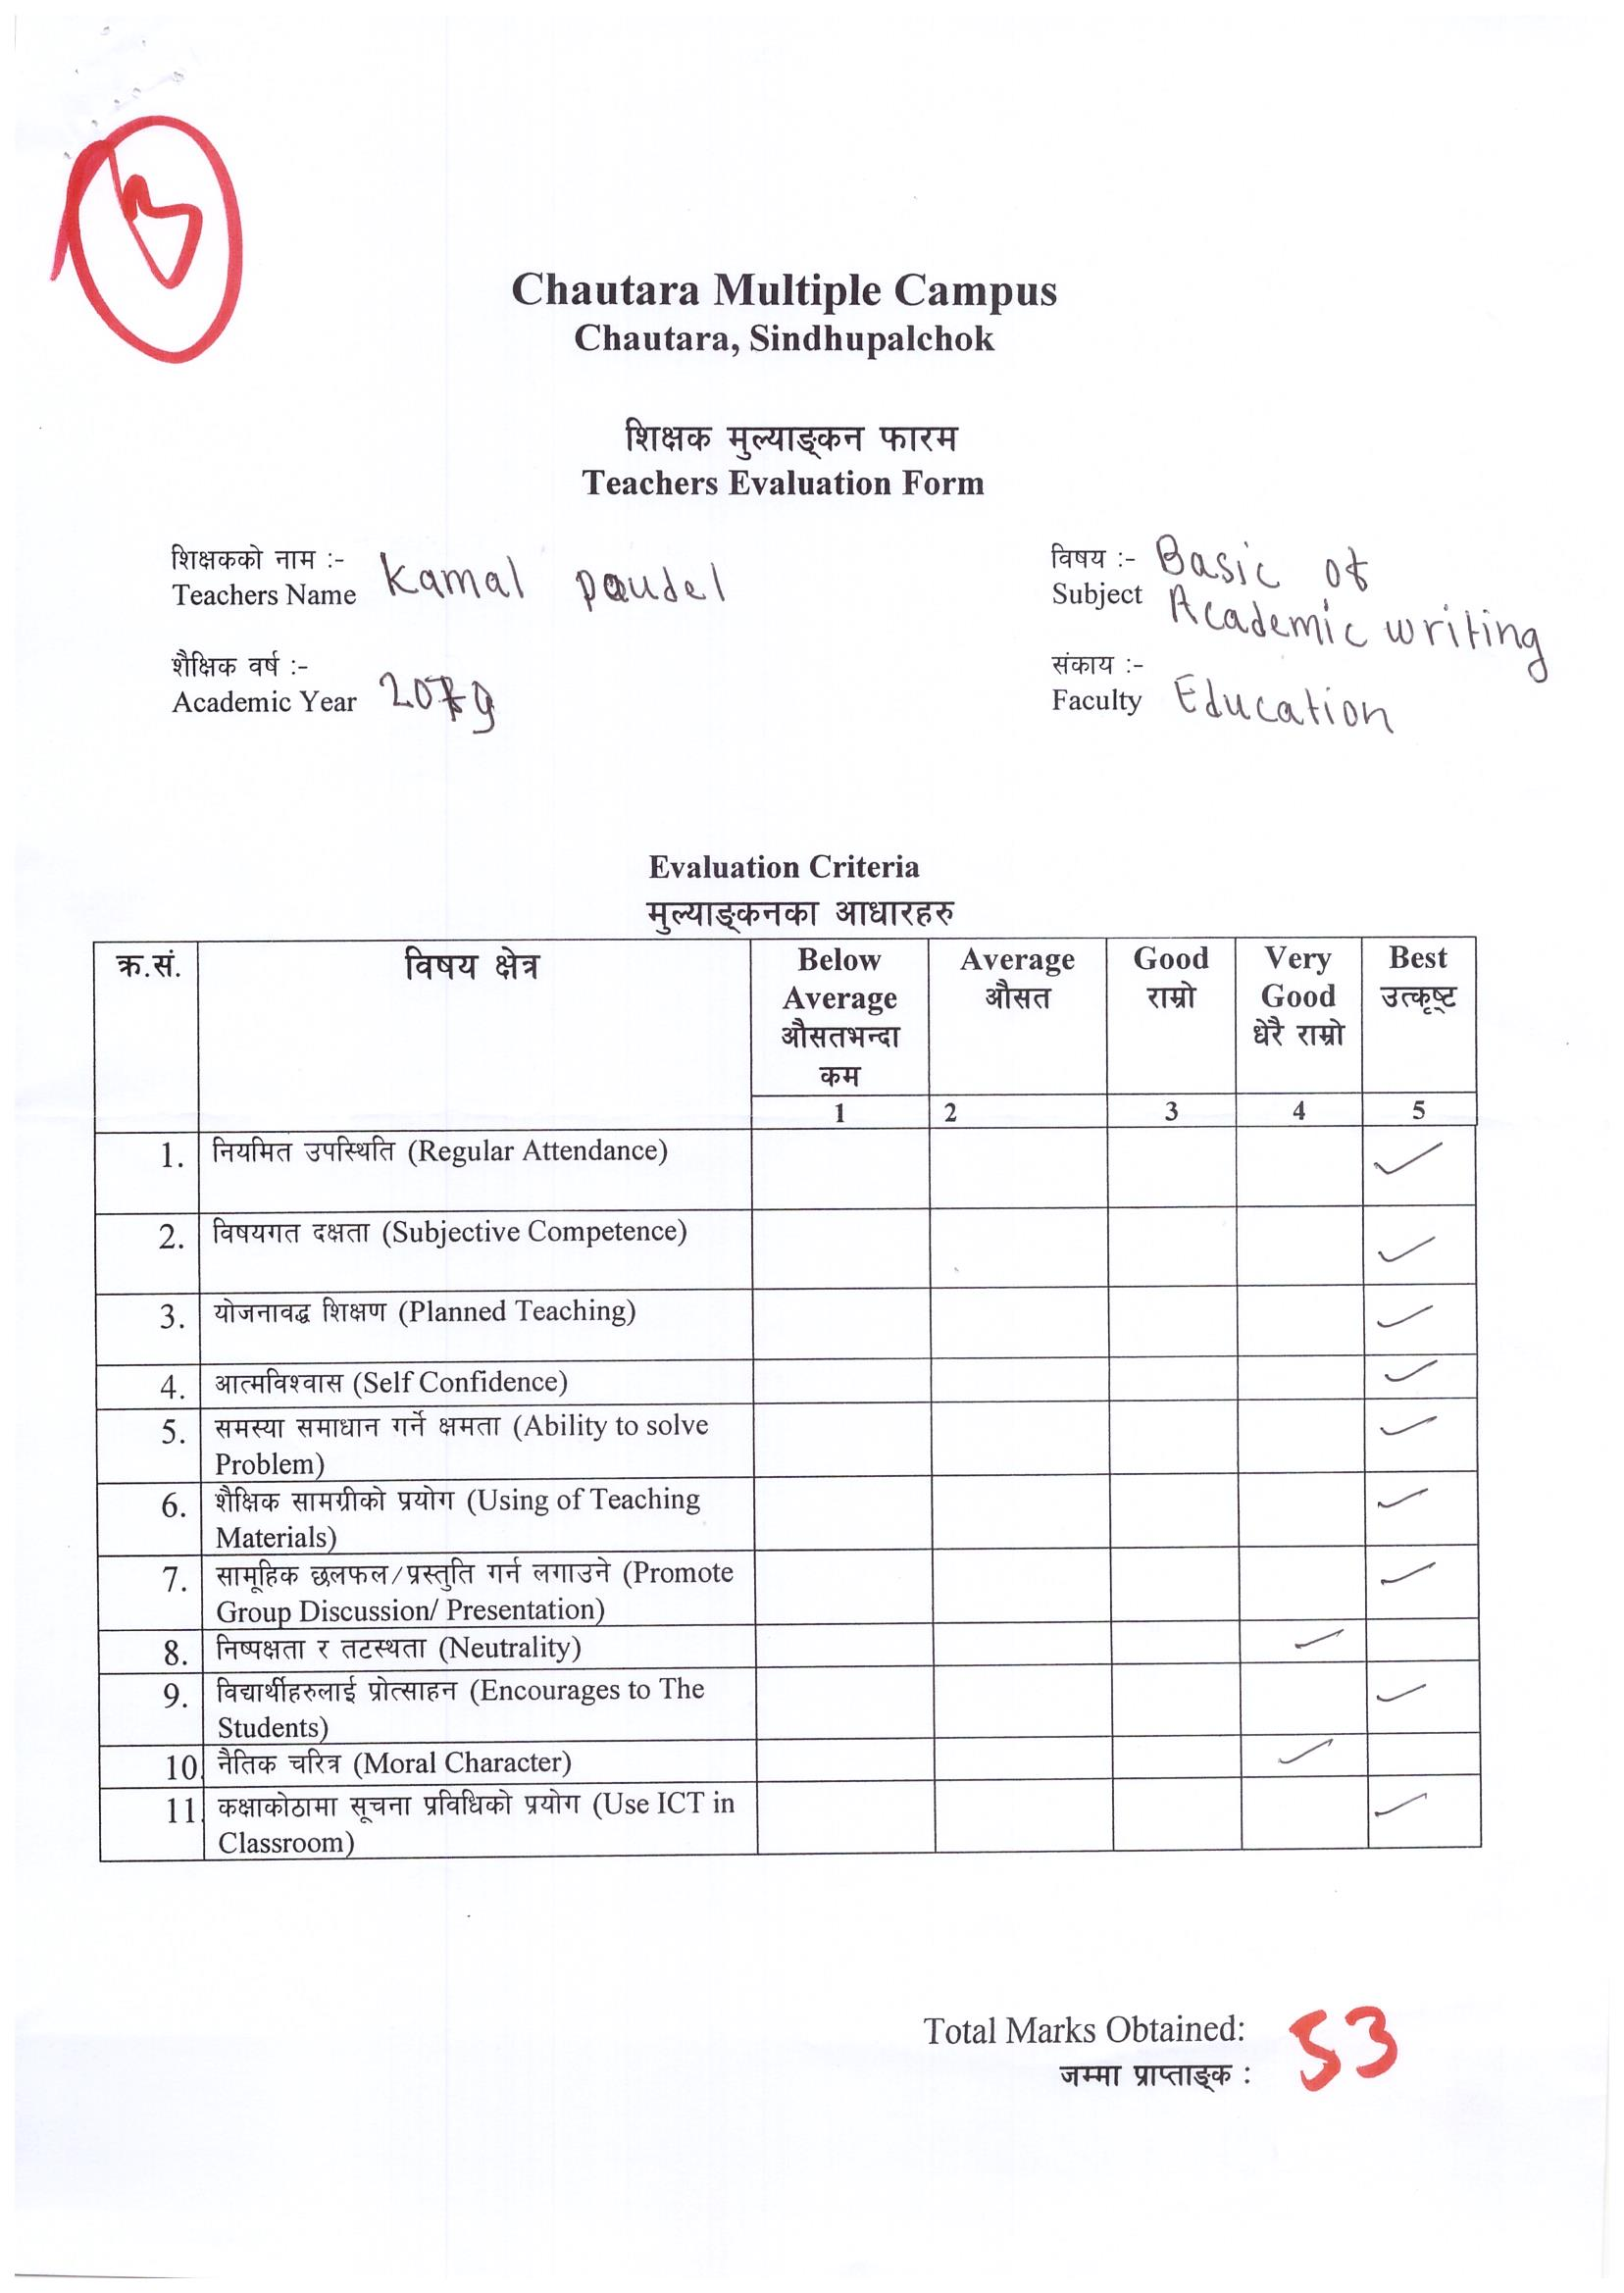 Chautara Multiple Campus
Chautara, Sindhupalchok
शिक्षक मुल्याङ्कन फारम
Teachers Evaluation Form
शिक्षकको नाम :-
Teachers Name Kamal paudel
विषय :- Basic of
Subject Academic writing
शैक्षिक वर्ष :-
Academic Year 2079
संकाय :-
Faculty Education
Evaluation Criteria
मुल्याङ्कनका आधारहरु
क्र.सं. विषय क्षेत्र Below Average औसतभन्दा कम Average औसत Good राम्रो Very Good धेरै राम्रो Best उत्कृष्ट
1 2 3 4 5
1. नियमित उपस्थिति (Regular Attendance) ✓
2. विषयगत दक्षता (Subjective Competence) ✓
3. योजनावद्ध शिक्षण (Planned Teaching) ✓
4. आत्मविश्वास (Self Confidence) ✓
5. समस्या समाधान गर्ने क्षमता (Ability to solve
Problem) ✓
6. शैक्षिक सामग्रीको प्रयोग (Using of Teaching
Materials) ✓
7. सामूहिक छलफल/प्रस्तुति गर्न लगाउने (Promote
Group Discussion/ Presentation) ✓
8. निष्पक्षता र तटस्थता (Neutrality) ✓
9. विद्यार्थीहरुलाई प्रोत्साहन (Encourages to The
Students) ✓
10. नैतिक चरित्र (Moral Character) ✓
11. कक्षाकोठामा सूचना प्रविधिको प्रयोग (Use ICT in
Classroom) ✓
Total Marks Obtained: 53
जम्मा प्राप्ताङ्क :